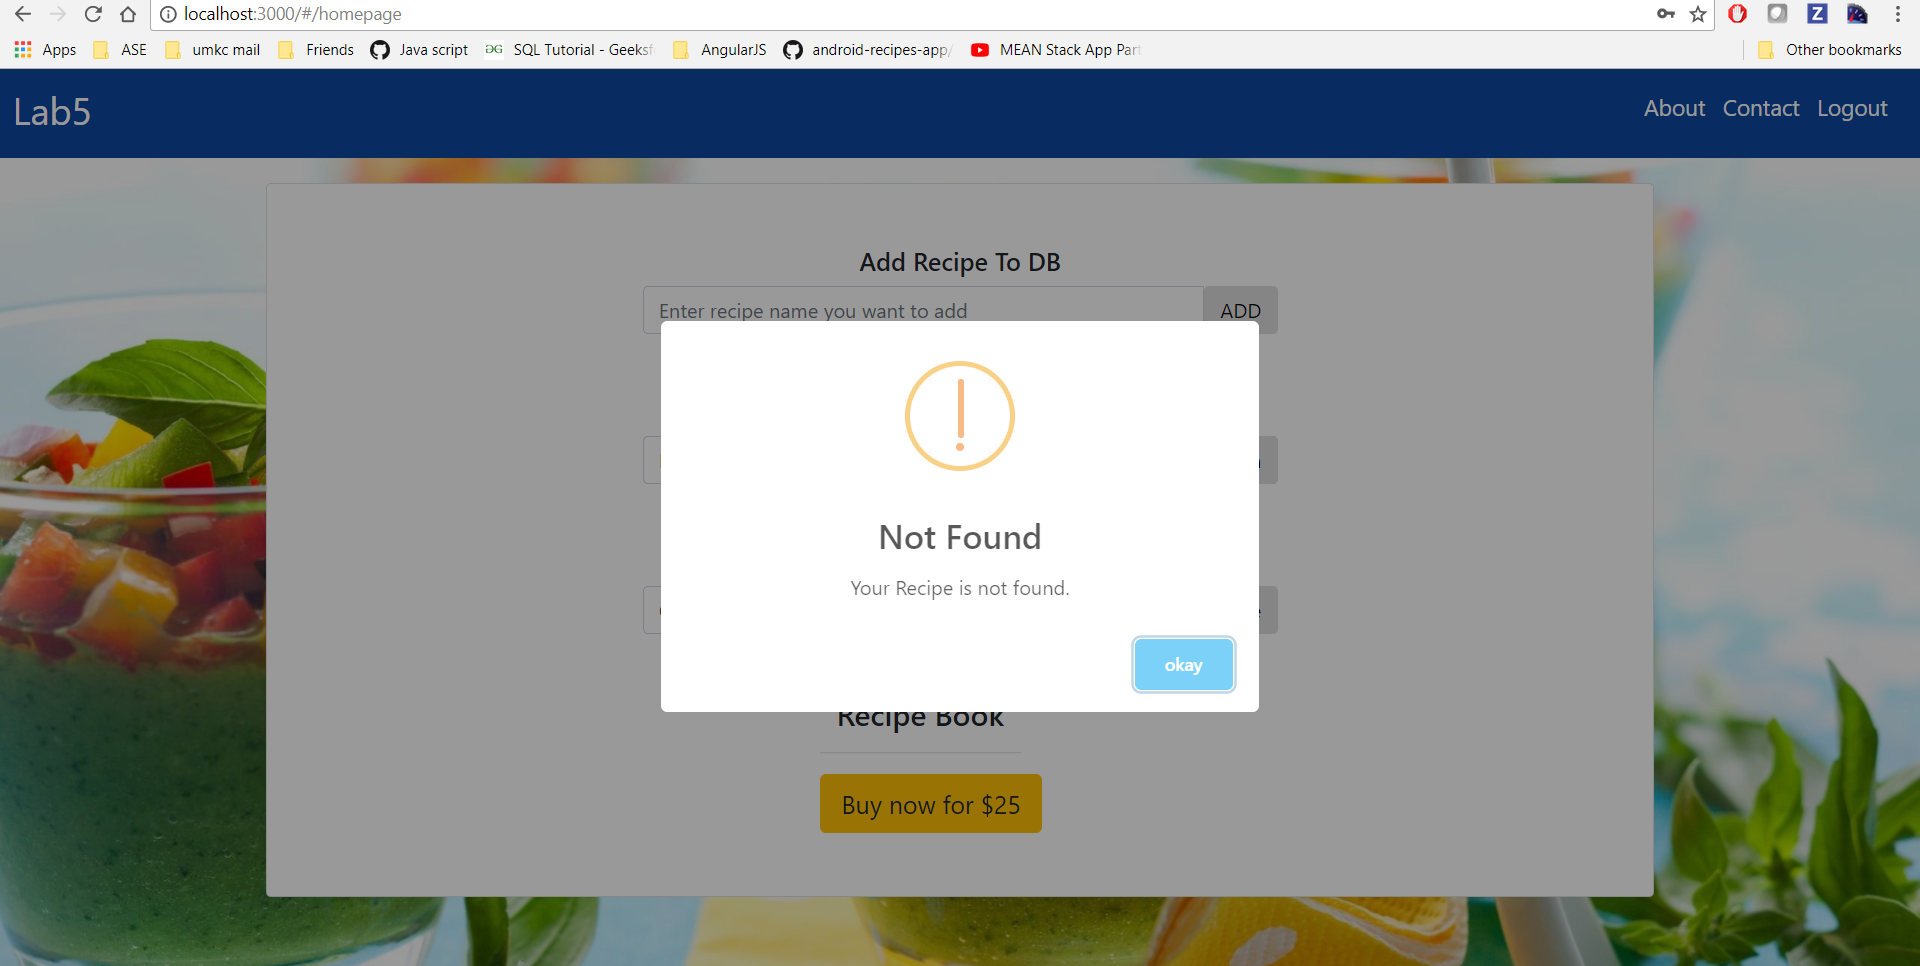 localhost:3000/#/homepage
Apps ASE umkc mail Friends Java script SQL Tutorial - Geeksf AngularJS android-recipes-app/ MEAN Stack App Part Other bookmarks
Lab5 About Contact Logout
Add Recipe To DB
Enter recipe name you want to add ADD
Not Found
Your Recipe is not found.
okay
Recipe Book
Buy now for $25